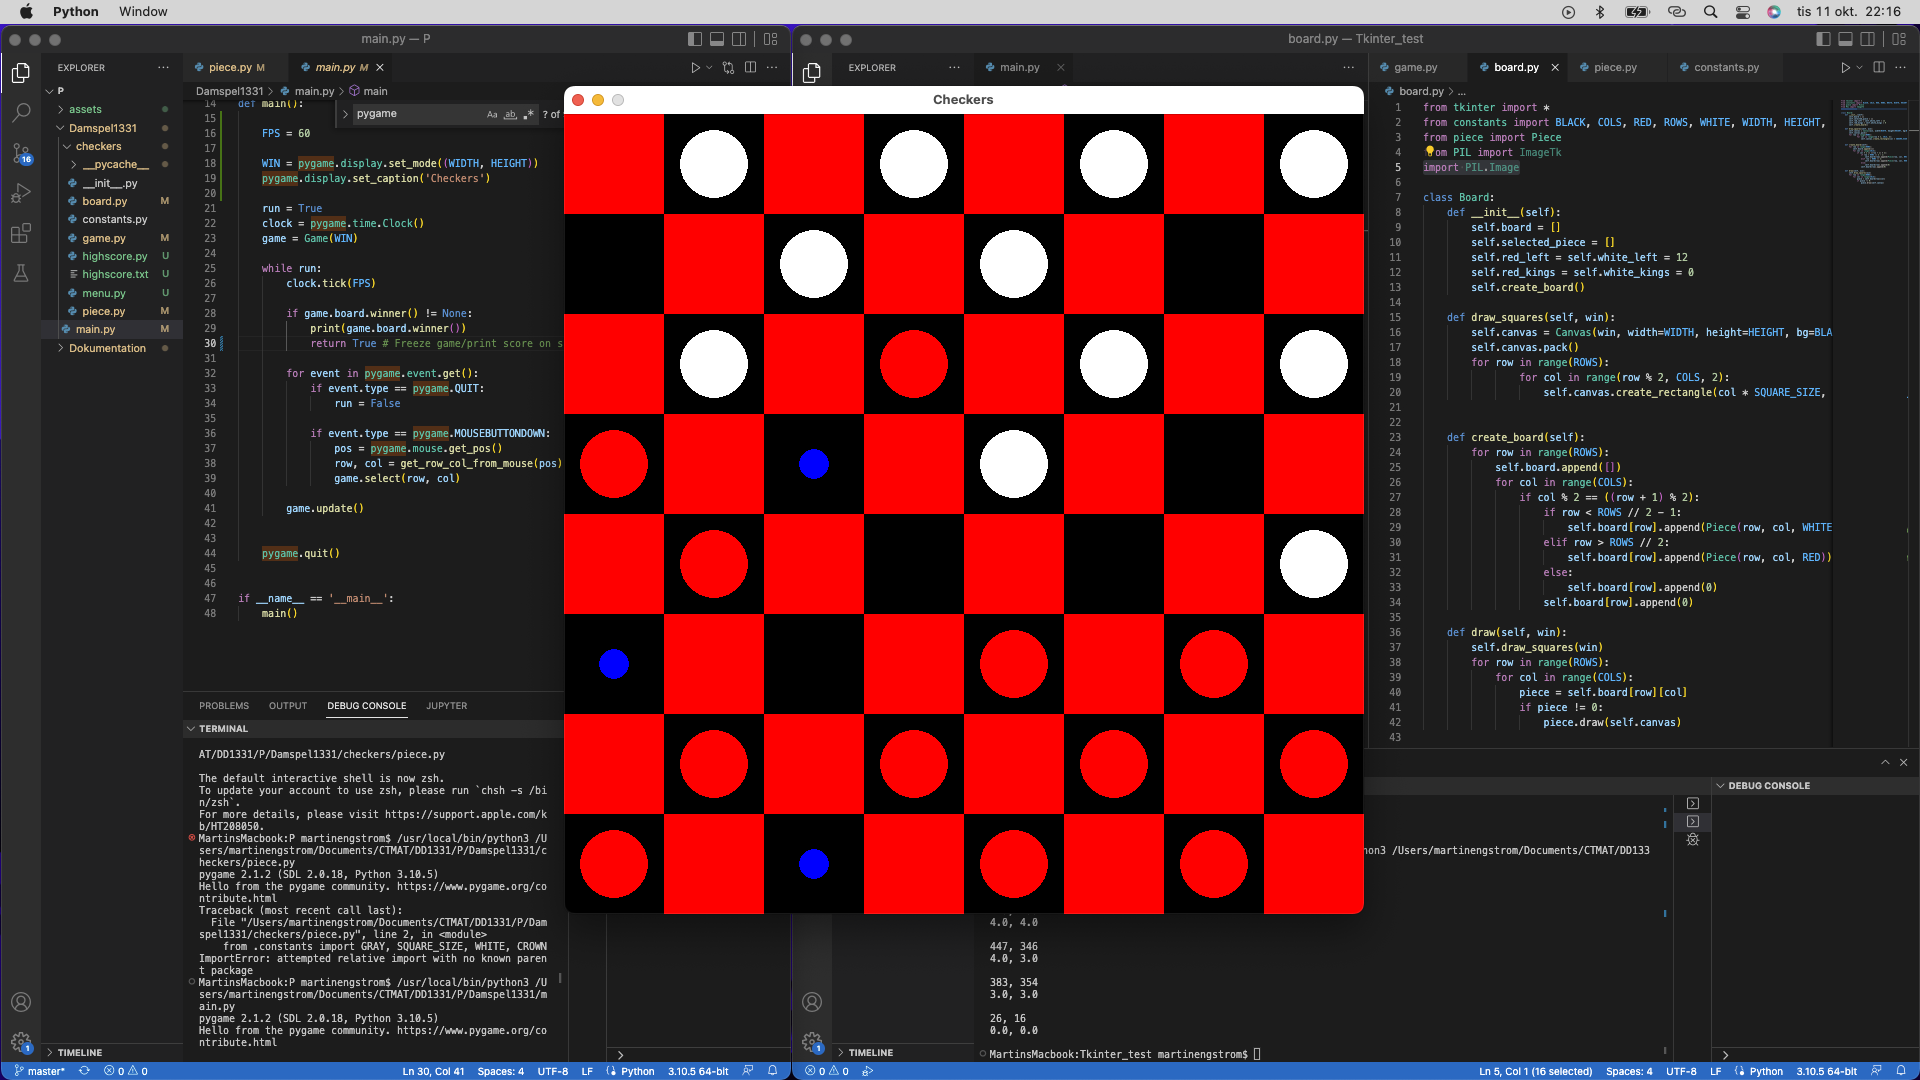 Python Window
tis 11 okt. 22:16
main.py — P
EXPLORER
P
assets
Damspel1331
checkers
__pycache__
__init__.py
board.py M
constants.py
game.py M
highscore.py U
highscore.txt U
menu.py U
piece.py M
main.py M
Dokumentation
TIMELINE
16
1
piece.py M
main.py M
Damspel1331 > main.py > main
pygame
Aa ab ? of
14 def main():
15
16 FPS = 60
17
18 WIN = pygame.display.set_mode((WIDTH, HEIGHT))
19 pygame.display.set_caption('Checkers')
20
21 run = True
22 clock = pygame.time.Clock()
23 game = Game(WIN)
24
25 while run:
26 clock.tick(FPS)
27
28 if game.board.winner() != None:
29 print(game.board.winner())
30 return True # Freeze game/print score on s
31
32 for event in pygame.event.get():
33 if event.type == pygame.QUIT:
34 run = False
35
36 if event.type == pygame.MOUSEBUTTONDOWN:
37 pos = pygame.mouse.get_pos()
38 row, col = get_row_col_from_mouse(pos)
39 game.select(row, col)
40
41 game.update()
42
43
44 pygame.quit()
45
46
47 if __name__ == '__main__':
48 main()
PROBLEMS OUTPUT DEBUG CONSOLE JUPYTER
TERMINAL
AT/DD1331/P/Damspel1331/checkers/piece.py
The default interactive shell is now zsh.
To update your account to use zsh, please run `chsh -s /bi
n/zsh`.
For more details, please visit https://support.apple.com/k
b/HT208050.
MartinsMacbook:P martinengstrom$ /usr/local/bin/python3 /U
sers/martinengstrom/Documents/CTMAT/DD1331/P/Damspel1331/c
heckers/piece.py
pygame 2.1.2 (SDL 2.0.18, Python 3.10.5)
Hello from the pygame community. https://www.pygame.org/co
ntribute.html
Traceback (most recent call last):
File "/Users/martinengstrom/Documents/CTMAT/DD1331/P/Dam
spel1331/checkers/piece.py", line 2, in <module>
from .constants import GRAY, SQUARE_SIZE, WHITE, CROWN
ImportError: attempted relative import with no known paren
t package
MartinsMacbook:P martinengstrom$ /usr/local/bin/python3 /U
sers/martinengstrom/Documents/CTMAT/DD1331/P/Damspel1331/m
ain.py
pygame 2.1.2 (SDL 2.0.18, Python 3.10.5)
Hello from the pygame community. https://www.pygame.org/co
ntribute.html
master* 0 0 Ln 30, Col 41 Spaces: 4 UTF-8 LF Python 3.10.5 64-bit
Checkers
board.py — Tkinter_test
EXPLORER
main.py
game.py
board.py
piece.py
constants.py
board.py > ...
1 from tkinter import *
2 from constants import BLACK, COLS, RED, ROWS, WHITE, WIDTH, HEIGHT,
3 from piece import Piece
4 om PIL import ImageTk
5 import PIL.Image
6
7 class Board:
8 def __init__(self):
9 self.board = []
10 self.selected_piece = []
11 self.red_left = self.white_left = 12
12 self.red_kings = self.white_kings = 0
13 self.create_board()
14
15 def draw_squares(self, win):
16 self.canvas = Canvas(win, width=WIDTH, height=HEIGHT, bg=BLA
17 self.canvas.pack()
18 for row in range(ROWS):
19 for col in range(row % 2, COLS, 2):
20 self.canvas.create_rectangle(col * SQUARE_SIZE,
21
22
23 def create_board(self):
24 for row in range(ROWS):
25 self.board.append([])
26 for col in range(COLS):
27 if col % 2 == ((row + 1) % 2):
28 if row < ROWS // 2 - 1:
29 self.board[row].append(Piece(row, col, WHITE
30 elif row > ROWS // 2:
31 self.board[row].append(Piece(row, col, RED))
32 else:
33 self.board[row].append(0)
34 self.board[row].append(0)
35
36 def draw(self, win):
37 self.draw_squares(win)
38 for row in range(ROWS):
39 for col in range(COLS):
40 piece = self.board[row][col]
41 if piece != 0:
42 piece.draw(self.canvas)
43
DEBUG CONSOLE
hon3 /Users/martinengstrom/Documents/CTMAT/DD133
4.0, 4.0
447, 346
4.0, 3.0
383, 354
3.0, 3.0
26, 16
0.0, 0.0
MartinsMacbook:Tkinter_test martinengstrom$
TIMELINE
1
0 0 Ln 5, Col 1 (16 selected) Spaces: 4 UTF-8 LF Python 3.10.5 64-bit